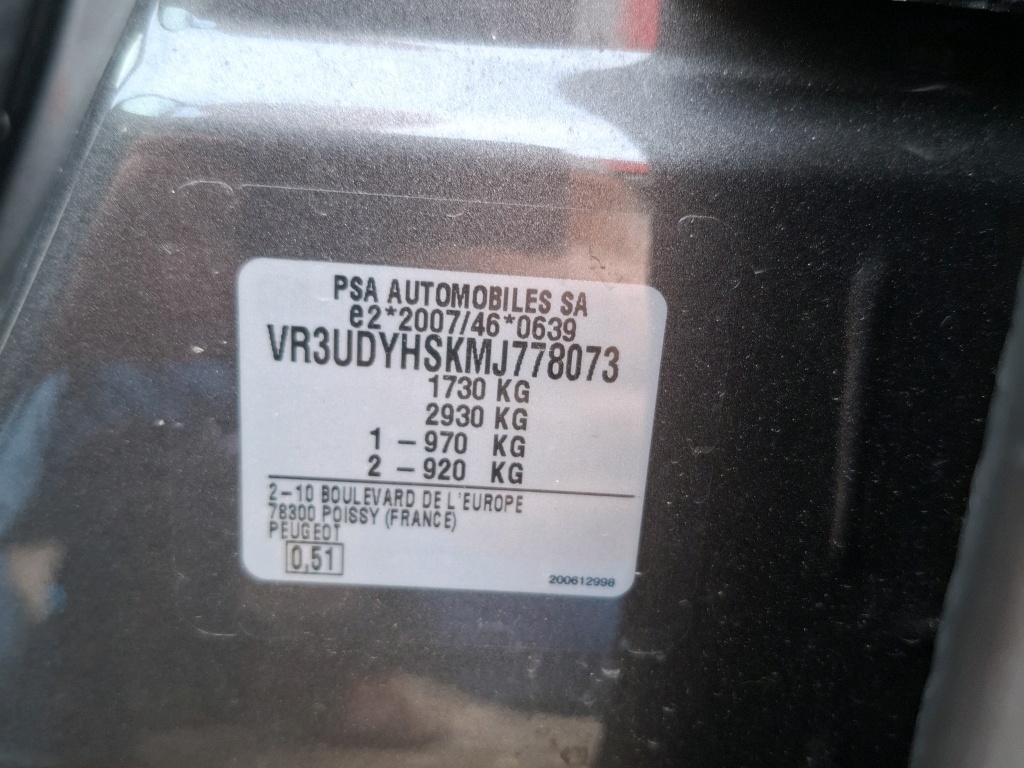 PSA AUTOMOBILES SA
e2*2007/46*0639
VR3UDYHSKMJ778073
1730 KG
2930 KG
1 - 970 KG
2 - 920 KG
2-10 BOULEVARD DE L'EUROPE
78300 POISSY (FRANCE)
PEUGEOT
0,51
200612998